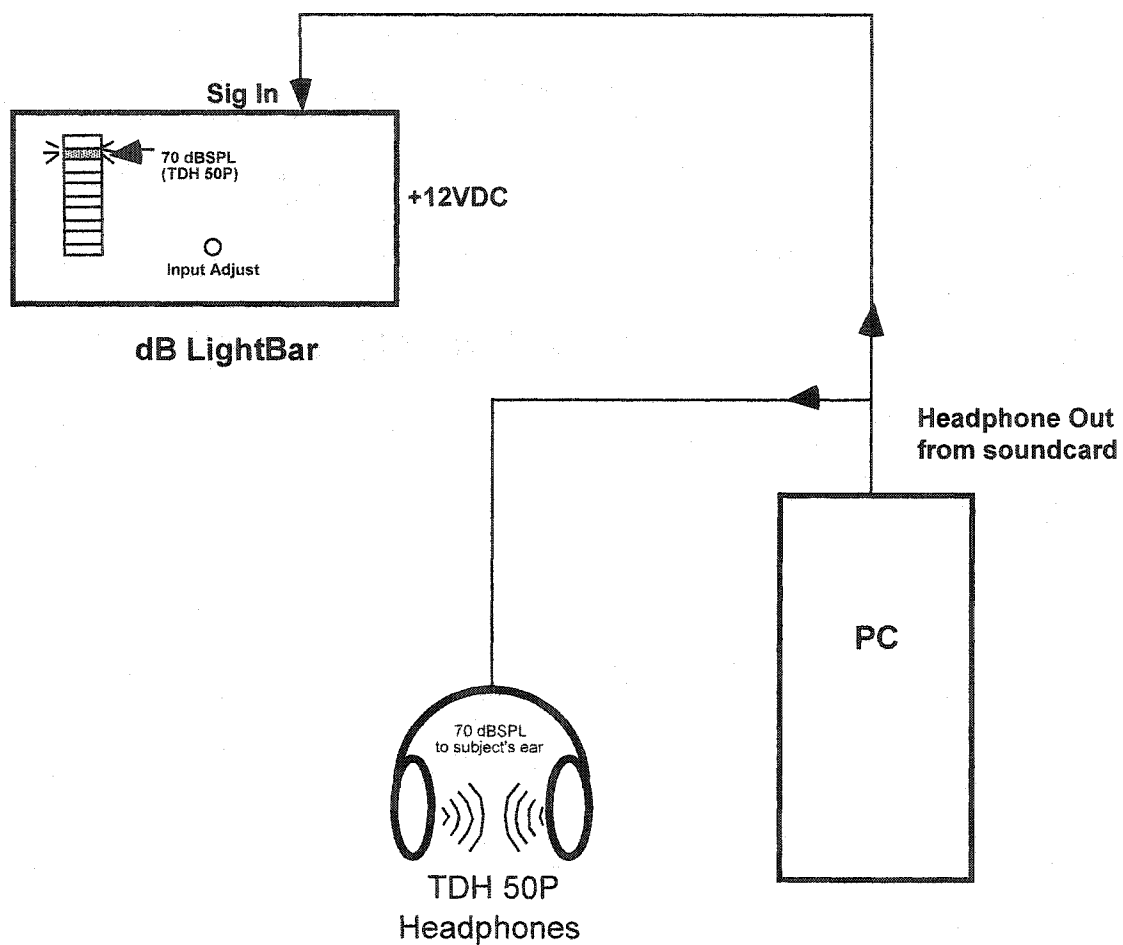 Sig In
70 dBSPL
(TDH 50P)
+12VDC
Input Adjust
dB LightBar
Headphone Out
from soundcard
PC
70 dBSPL
to subject's ear
TDH 50P
Headphones